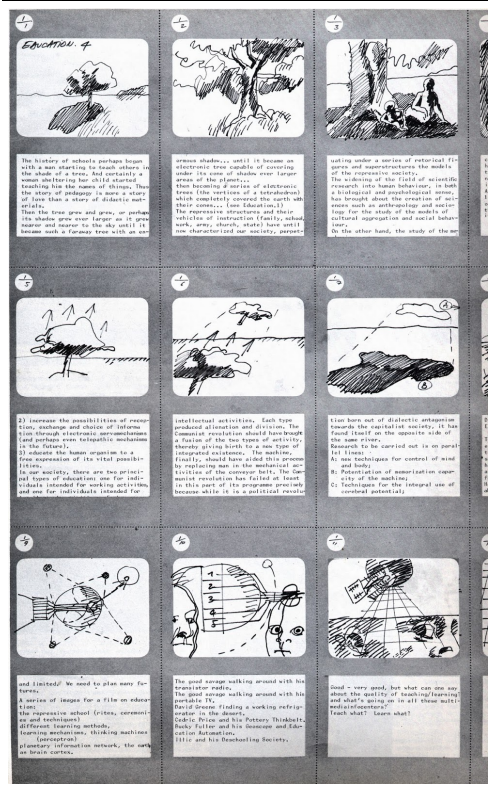 1/1
EDUCATION. 4
The history of schools perhaps began
with a man starting to teach others in
the shade of a tree, And certainly a
woman sheltering her child started
teaching him the names of things, Thus
the story of pedagogy is more a story
of love than a story of didactic mat-
erials.
Then the tree grew and grew, or perhaps
its shadow grew ever larger as it grew
nearer and nearer to the sky until it
became such a faraway tree with an en-
1/2
ormous shadow... until it became an
electronic tree capable of covering
under its cone of shadow ever larger
areas of the planet...
then becoming a series of electronic
trees (the vertices of a tetrahedron)
which completely covered the earth with
their cones... (see Education,1)
The repressive structures and their
vehicles of instruction (family, school,
work, army, church, state) have until
now characterized our society, perpet-
1/3
uating under a series of retorical fi-
gures and superstructures the models
of the repressive society.
The widening of the field of scientific
research into human behaviour, in both
a biological and psychological sense,
has brought about the creation of sci-
ences such as anthropology and socio-
logy for the study of the models of
cultural aggregation and social behav-
iour.
On the other hand, the study of the me-
1/5
2) increase the possibilities of recep-
tion, exchange and choice of informa
tion through electronic servomechanisms
(and perhaps even telepathic mechanisms
in the future).
3) educate the human organism to a
free expression of its vital possibi-
lities.
In our society, there are two princi-
pal types of education: one for indi-
viduals intended for working activities,
and one for individuals intended for
1/6
intellectual activities, Each type
produced alienation and division, The
Communist revolution should have brought
a fusion of the two types of activity,
thereby giving birth to a new type of
integrated existence. The machine,
finally, should have aided this process
by replacing man in the mechanical ac-
tivities of the conveyor belt, The Com-
munist revolution has failed at least
in this part of its programme precisely
because while it is a political revolu-
A
B
tion born out of dialectic antagonism
towards the capitalist society, it has
found itself on the opposite side of
the same river.
Research to be carried out is on paral-
lel lines:
A: new techniques for control of mind
and body;
B: Potentiation of memorization capa-
city of the machine;
C: Techniques for the integral use of
cerebral potential;
1/9
and limited. We need to plan many fu-
tures,
A series of images for a film on educa-
tion:
the repressive school (rites, ceremoni-
es and techniques)
different learning methods,
learning mechanisms, thinking machines
(perceptron)
planetary information network, the earth
as brain cortex,
1/10
1
2
3
4
5
The good savage walking around with his
transistor radio,
The good savage walking around with his
portable TV,
David Greene finding a working refrig-
erator in the desert,
Cedric Price and his Pottery Thinkbelt,
Bucky Fuller and his Geoscope and Edu-
cation Automation,
Illic and his Deschooling Society,
1/11
Good - very good, but what can one say
about the quality of teaching/learning?
and what's going on in all these multi-
mediainfocenters?
Teach what? Learn what?